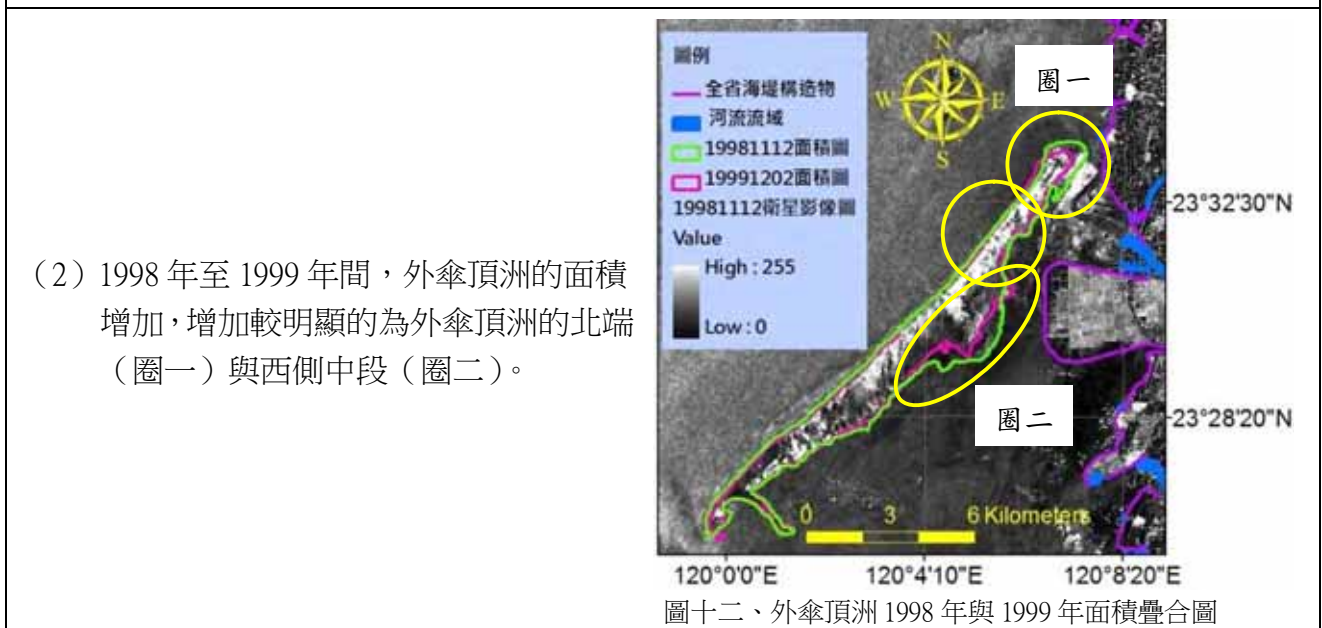 (2)1998 年至 1999 年間，外傘頂洲的面積
增加，增加較明顯的為外傘頂洲的北端
(圈一)與西側中段(圈二)。
圖例
全省海堤構造物
河流流域
19981112面積圖
19991202面積圖
19981112衛星影像圖
Value
High : 255
Low : 0
N
W
E
S
圈一
圈二
23°32'30"N
23°28'20"N
0 3 6 Kilometers
120°0'0"E 120°4'10"E 120°8'20"E
圖十二、外傘頂洲 1998 年與 1999 年面積疊合圖